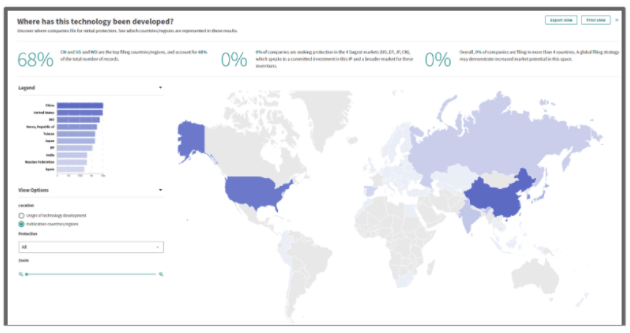 Where has this technology been developed?
Export view
Print view
×
Uncover where companies file for initial protection. See which countries/regions are represented in these results.
68%
CN and US and WO are the top filing countries/regions, and account for 68%
of the total number of records.
0%
0% of companies are seeking protection in the 4 largest markets (US, EP, JP, CN),
which speaks to a committed investment in this IP and a broader market for these
inventions.
0%
Overall, 0% of companies are filing in more than 4 countries. A global filing strategy
may demonstrate increased market potential in this space.
Legend
China
United States
Korea, Republic of
Taiwan
Japan
EP
India
Russian Federation
Spain
View Options
Location
Origin of technology development
Publication countries/regions
Protection
All
Zoom